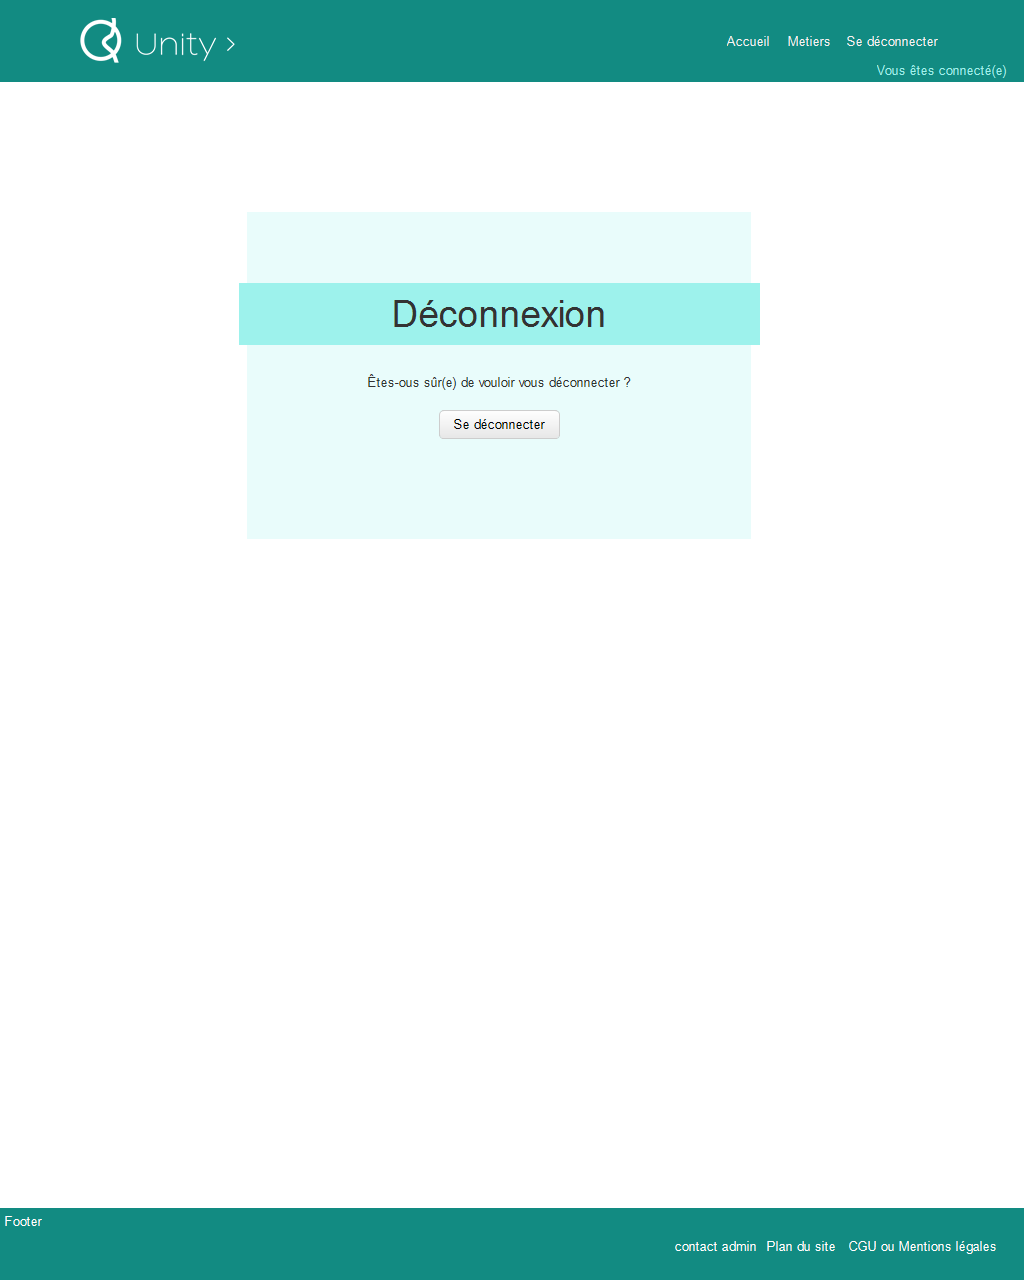 Unity >
Accueil Metiers Se déconnecter
Vous êtes connecté(e)
Déconnexion
Êtes-ous sûr(e) de vouloir vous déconnecter ?
Se déconnecter
Footer
contact admin Plan du site CGU ou Mentions légales